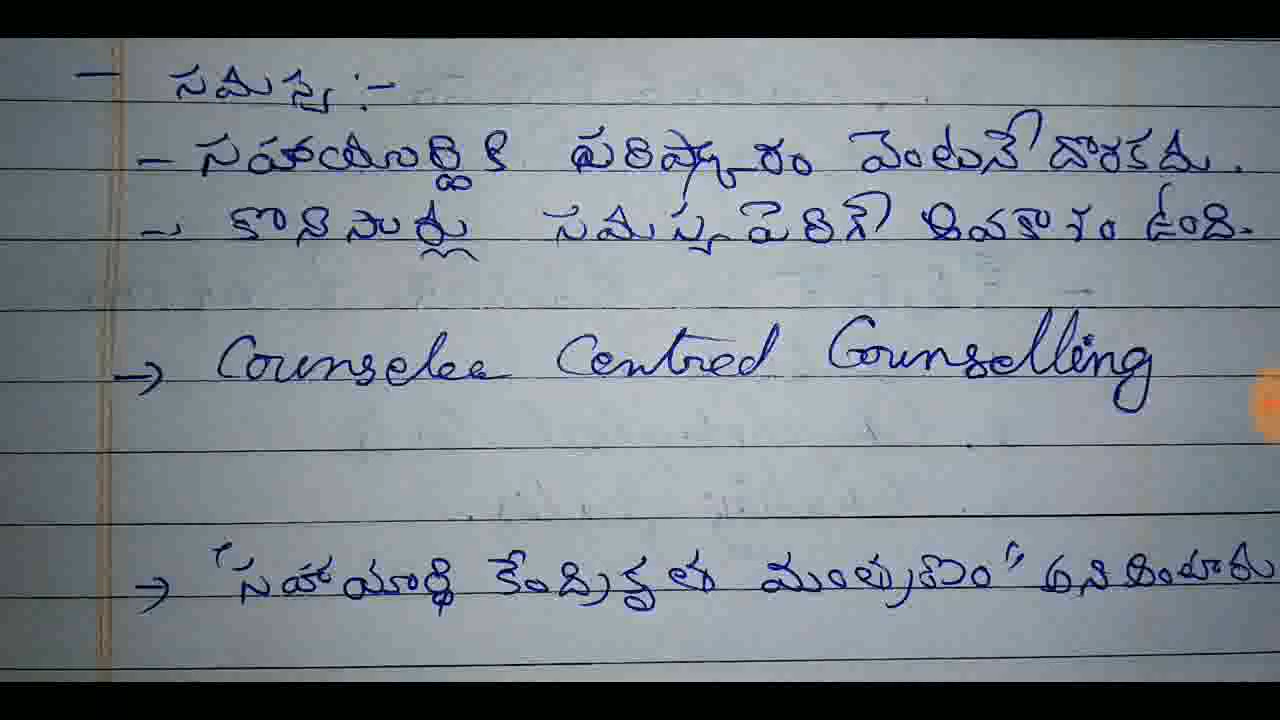 - సమస్య :-
- సహాయార్థికి పరిష్కారం వెంటనే దొరకదు.
- కొనిసార్లు సమస్య పెరిగే అవకాశం ఉంది.
→ Counselee Centred Counselling
→ "సహాయార్థి కేంద్రికృత మంత్రణం" అని అంటారు